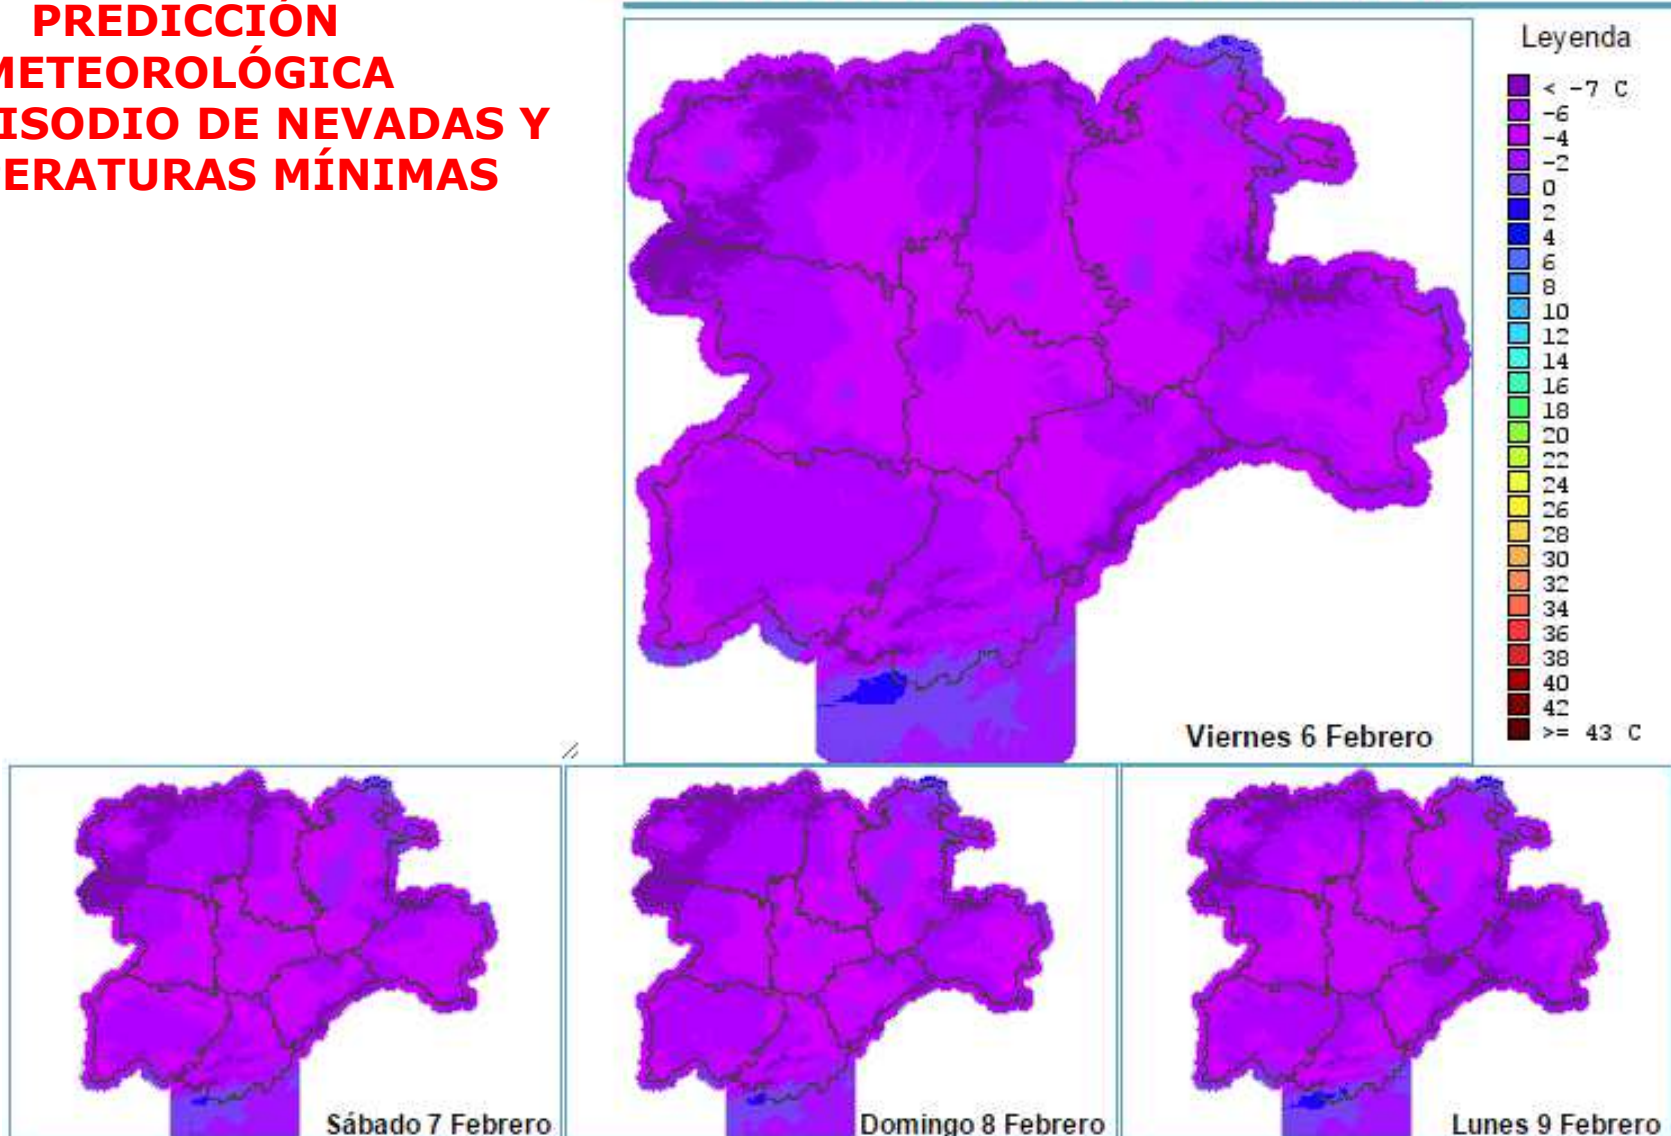 PREDICCIÓN
METEOROLÓGICA
ISODIO DE NEVADAS Y
ERATURAS MÍNIMAS
Leyenda
< -7 C
-6
-4
-2
0
2
4
6
8
10
12
14
16
18
20
22
24
26
28
30
32
34
36
38
40
42
>= 43 C
Viernes 6 Febrero
Sábado 7 Febrero
Domingo 8 Febrero
Lunes 9 Febrero